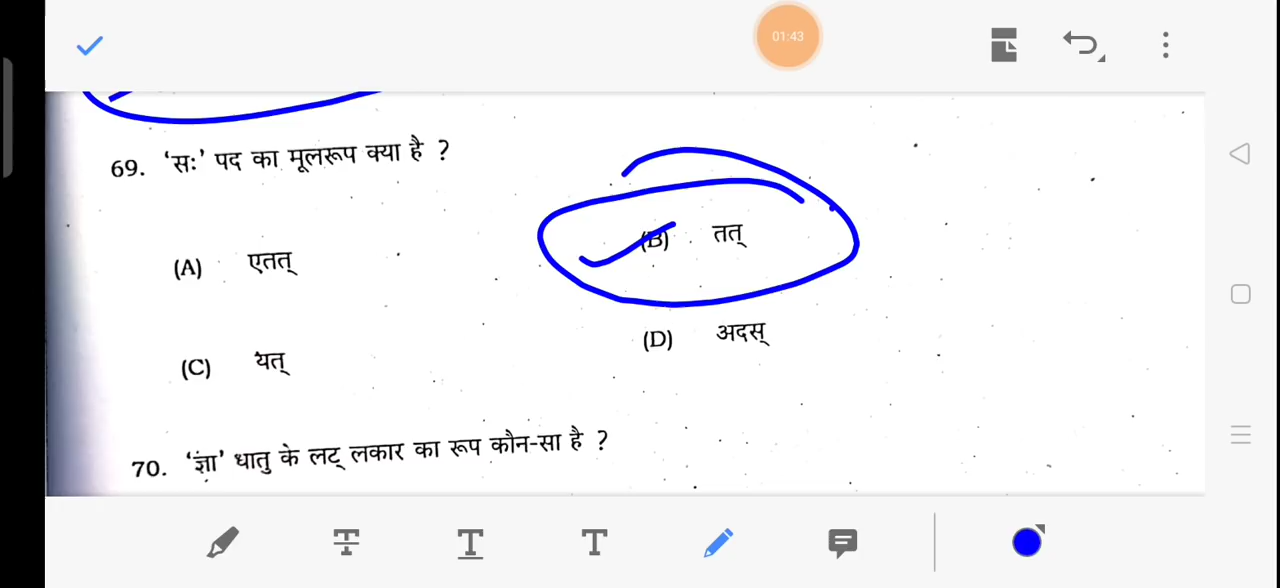 01:43
69. 'सः' पद का मूलरूप क्या है ?
(A) एतत् (B) तत्
(C) यत् (D) अदस्
70. 'ज्ञा' धातु के लट् लकार का रूप कौन-सा है ?